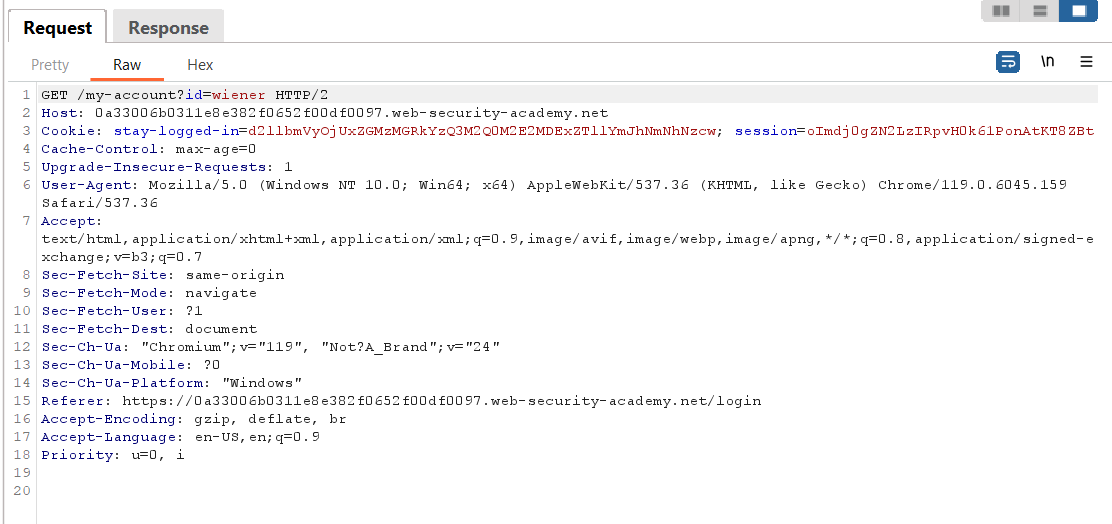 Request Response
Pretty Raw Hex \n
1 GET /my-account?id=wiener HTTP/2
2 Host: 0a33006b0311e8e382f0652f00df0097.web-security-academy.net
3 Cookie: stay-logged-in=d2llbmVyOjUxZGMzMGRkYzQ3M2Q0M2E2MDExZTllYmJhNmNhNzcw; session=oImdj0gZN2LzIRpvH0k61PonAtKT8ZBt
4 Cache-Control: max-age=0
5 Upgrade-Insecure-Requests: 1
6 User-Agent: Mozilla/5.0 (Windows NT 10.0; Win64; x64) AppleWebKit/537.36 (KHTML, like Gecko) Chrome/119.0.6045.159
Safari/537.36
7 Accept:
text/html,application/xhtml+xml,application/xml;q=0.9,image/avif,image/webp,image/apng,*/*;q=0.8,application/signed-e
xchange;v=b3;q=0.7
8 Sec-Fetch-Site: same-origin
9 Sec-Fetch-Mode: navigate
10 Sec-Fetch-User: ?1
11 Sec-Fetch-Dest: document
12 Sec-Ch-Ua: "Chromium";v="119", "Not?A_Brand";v="24"
13 Sec-Ch-Ua-Mobile: ?0
14 Sec-Ch-Ua-Platform: "Windows"
15 Referer: https://0a33006b0311e8e382f0652f00df0097.web-security-academy.net/login
16 Accept-Encoding: gzip, deflate, br
17 Accept-Language: en-US,en;q=0.9
18 Priority: u=0, i
19
20